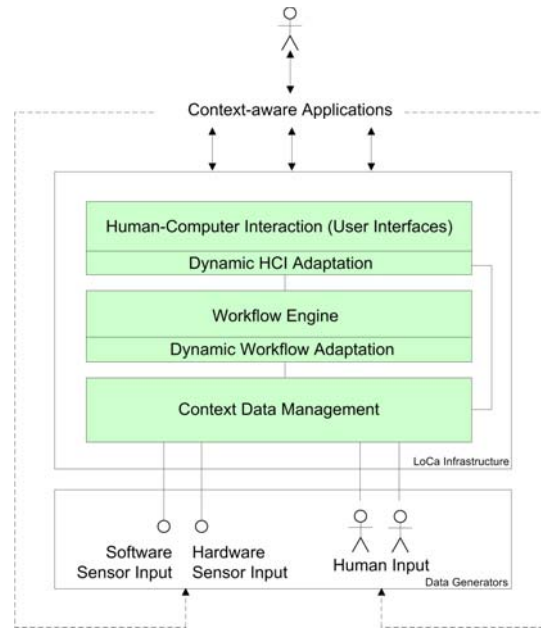 Context-aware Applications
Human-Computer Interaction (User Interfaces)
Dynamic HCI Adaptation
Workflow Engine
Dynamic Workflow Adaptation
Context Data Management
LoCa Infrastructure
Software
Sensor Input
Hardware
Sensor Input
Human Input
Data Generators